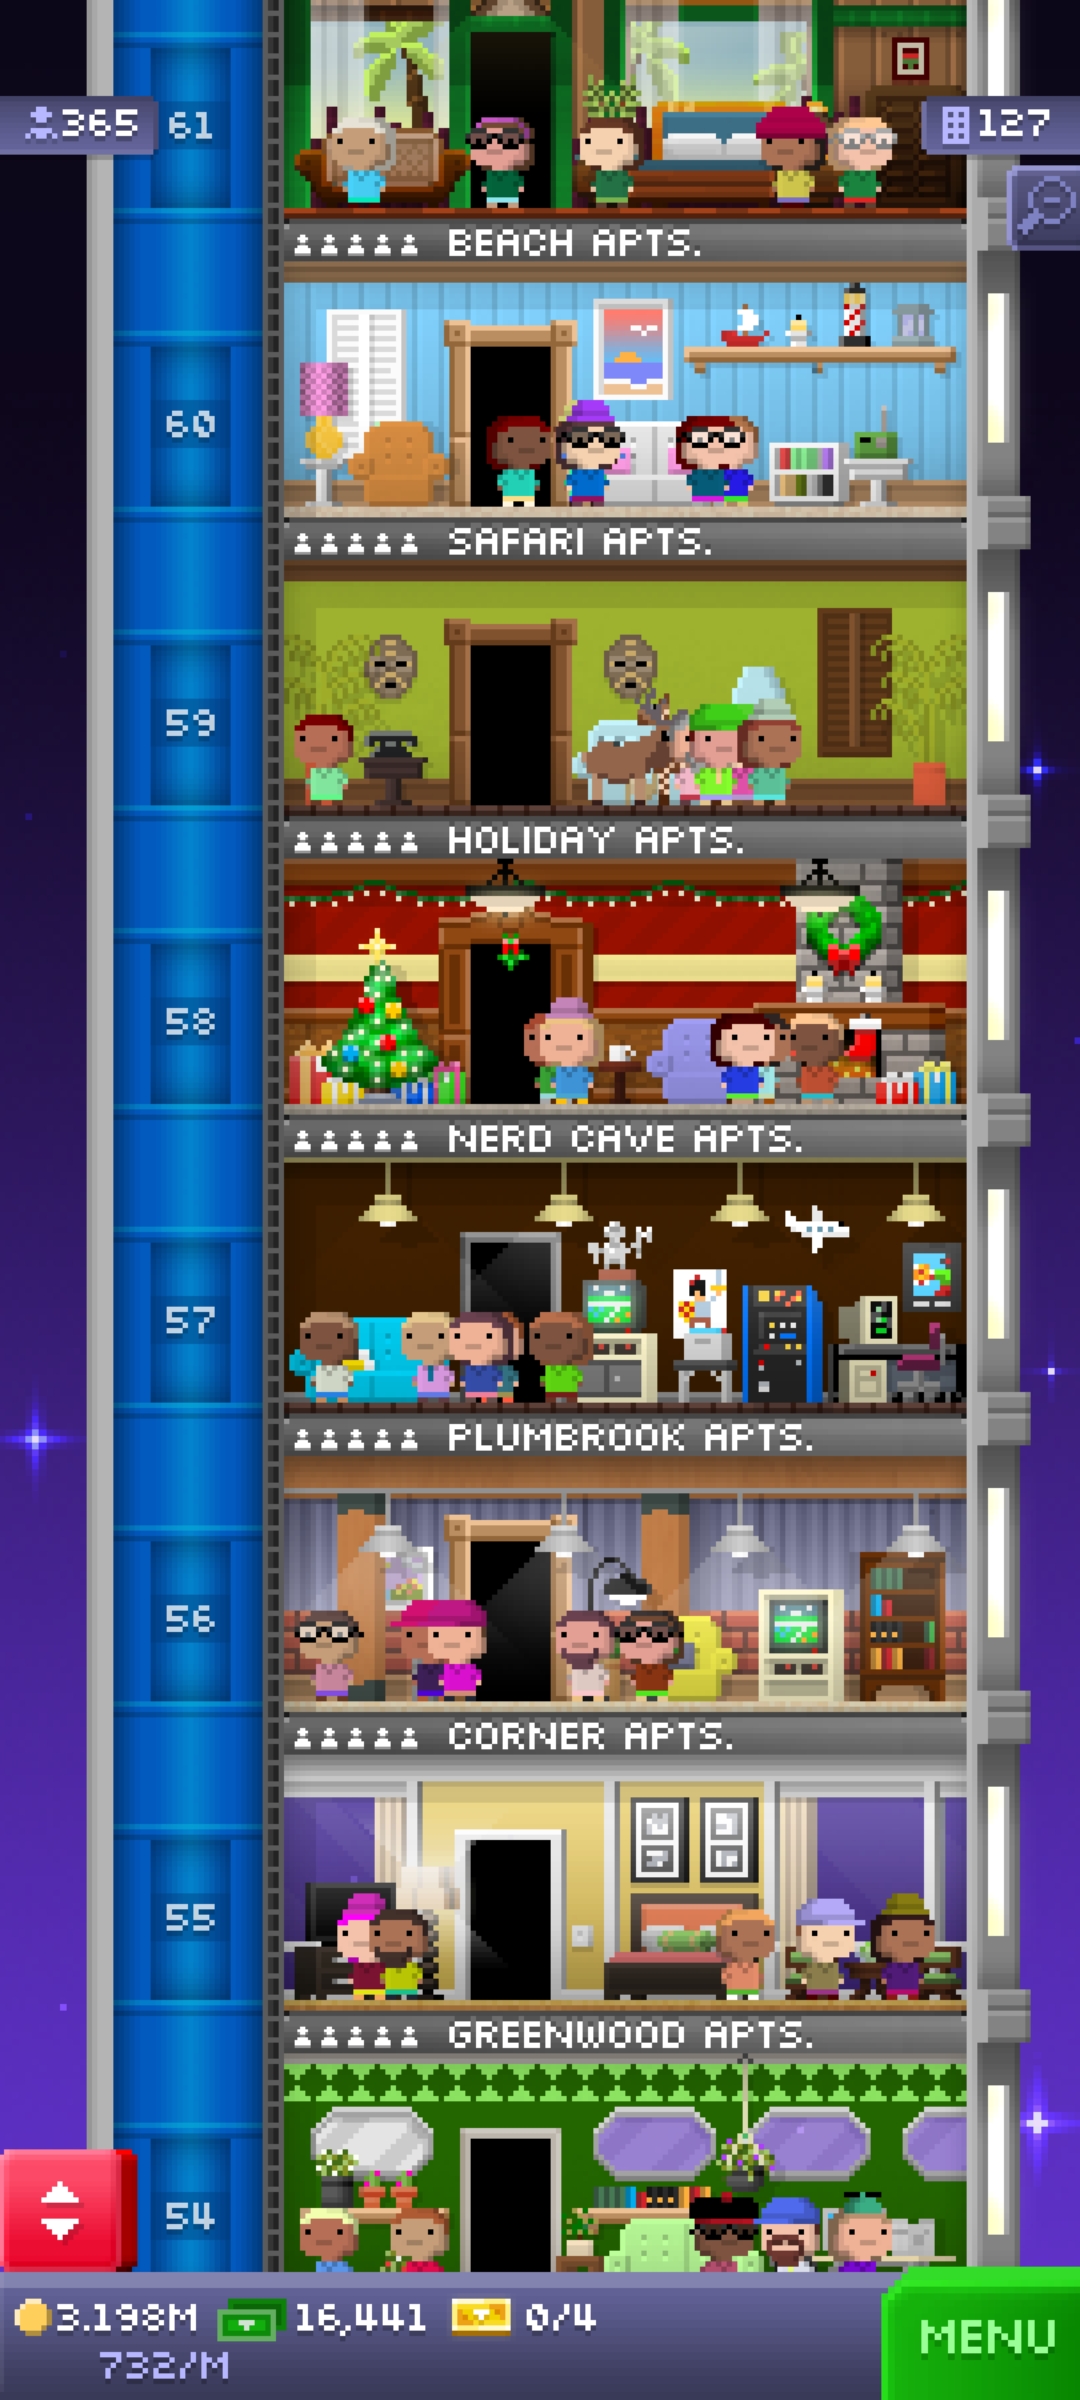 365
61
127
BEACH APTS.
60
SAFARI APTS.
59
HOLIDAY APTS.
58
NERD CAVE APTS.
57
PLUMBROOK APTS.
56
CORNER APTS.
55
GREENWOOD APTS.
54
3.198M 16,441 0/4
732/M
MENU